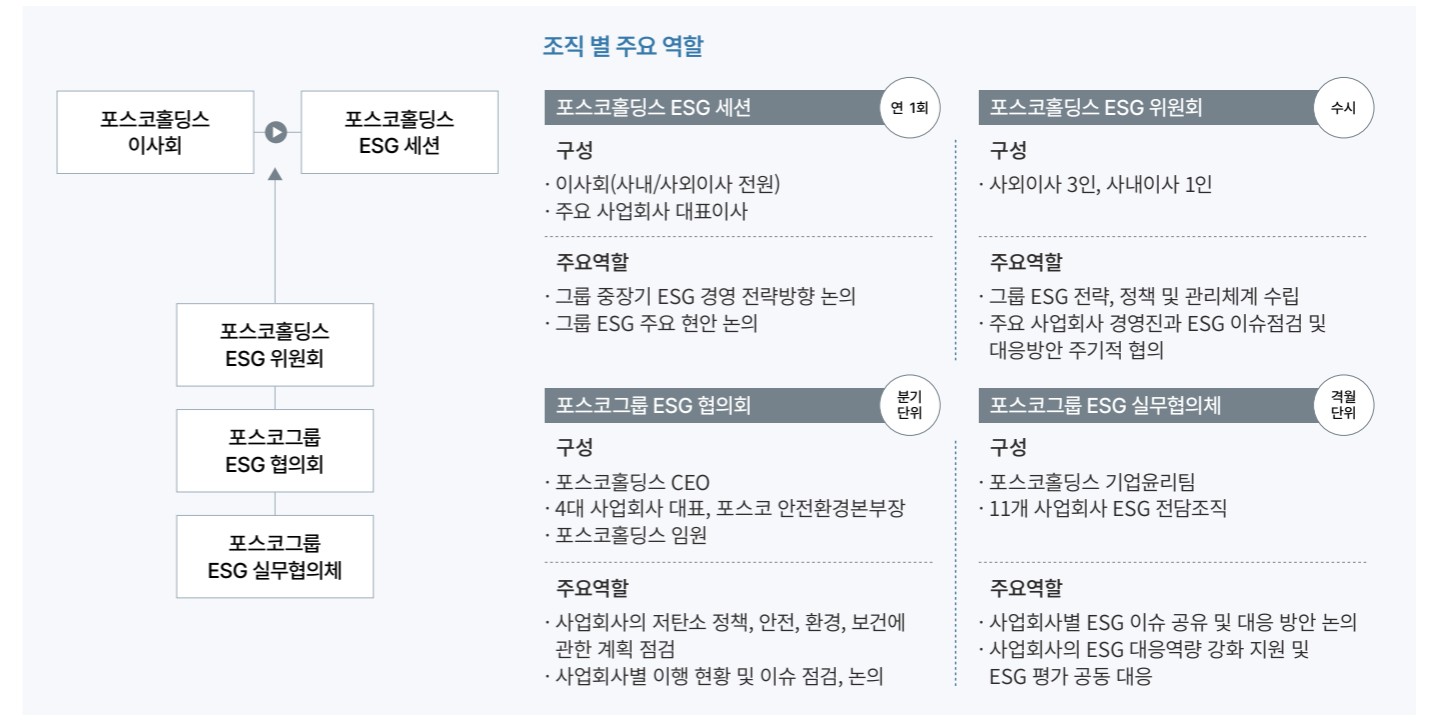 조직 별 주요 역할
포스코홀딩스
이사회
포스코홀딩스
ESG 세션
포스코홀딩스
ESG 위원회
포스코그룹
ESG 협의회
포스코그룹
ESG 실무협의체
포스코홀딩스 ESG 세션
연 1회
구성
· 이사회(사내/사외이사 전원)
· 주요 사업회사 대표이사
주요역할
· 그룹 중장기 ESG 경영 전략방향 논의
· 그룹 ESG 주요 현안 논의
포스코홀딩스 ESG 위원회
수시
구성
· 사외이사 3인, 사내이사 1인
주요역할
· 그룹 ESG 전략, 정책 및 관리체계 수립
· 주요 사업회사 경영진과 ESG 이슈점검 및
대응방안 주기적 협의
포스코그룹 ESG 협의회
분기
단위
구성
· 포스코홀딩스 CEO
· 4대 사업회사 대표, 포스코 안전환경본부장
· 포스코홀딩스 임원
주요역할
· 사업회사의 저탄소 정책, 안전, 환경, 보건에
관한 계획 점검
· 사업회사별 이행 현황 및 이슈 점검, 논의
포스코그룹 ESG 실무협의체
격월
단위
구성
· 포스코홀딩스 기업윤리팀
· 11개 사업회사 ESG 전담조직
주요역할
· 사업회사별 ESG 이슈 공유 및 대응 방안 논의
· 사업회사의 ESG 대응역량 강화 지원 및
ESG 평가 공동 대응